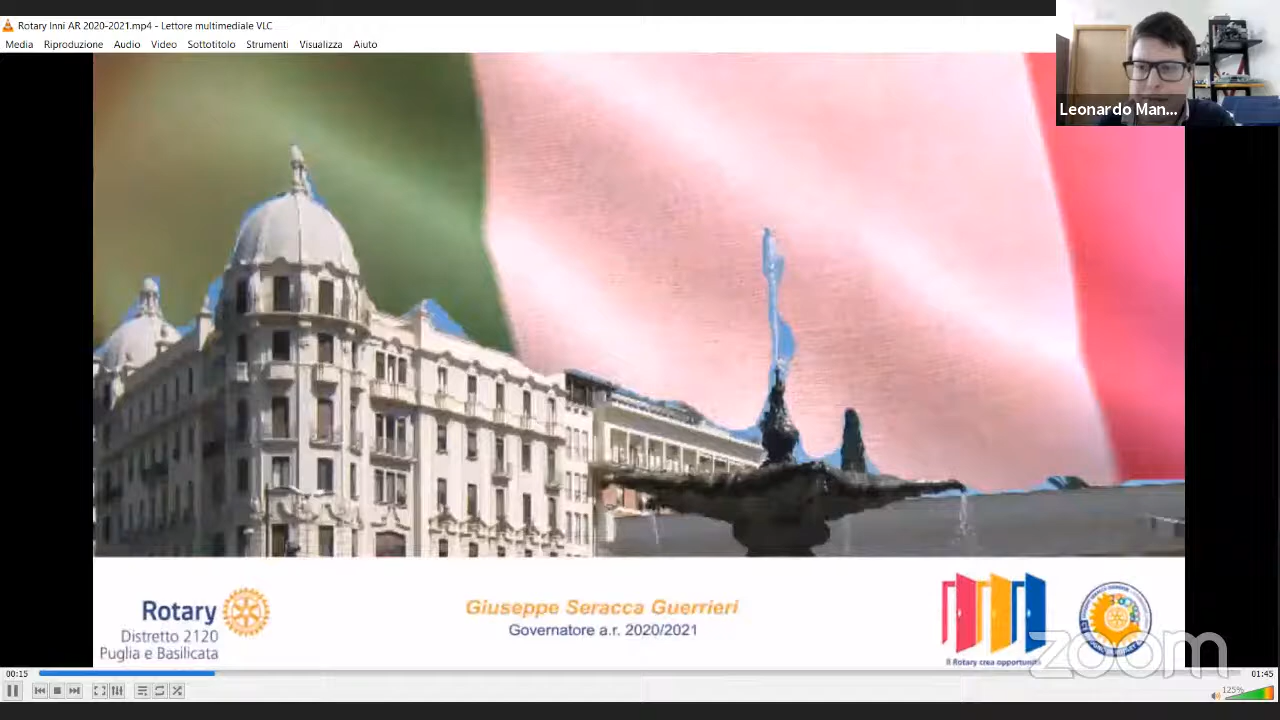 Rotary Inni AR 2020-2021.mp4 - Lettore multimediale VLC
Media Riproduzione Audio Video Sottotitolo Strumenti Visualizza Aiuto
Leonardo Man...
Rotary
Distretto 2120
Puglia e Basilicata
Giuseppe Seracca Guerrieri
Governatore a.r. 2020/2021
Il Rotary crea opportunità
zoom
00:15
01:45
125%